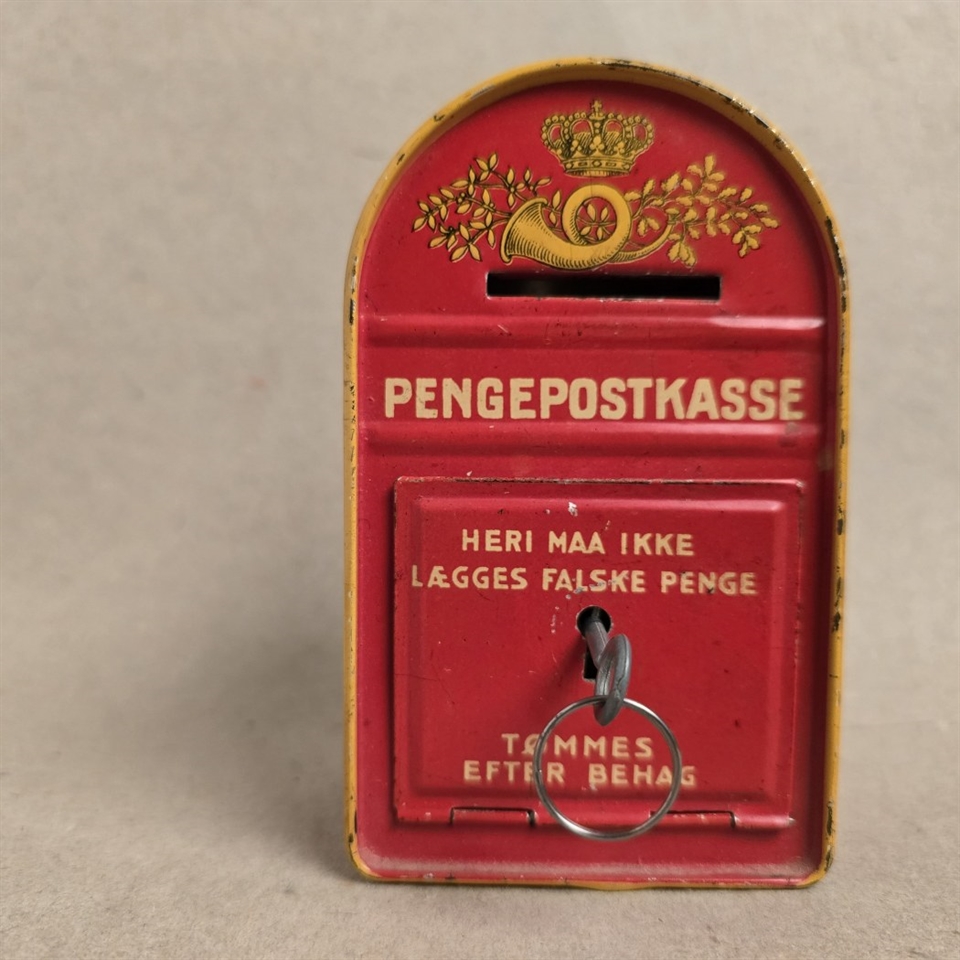 PENGEPOSTKASSE
HERI MAA IKKE
LÆGGES FALSKE PENGE
TØMMES
EFTER BEHAG